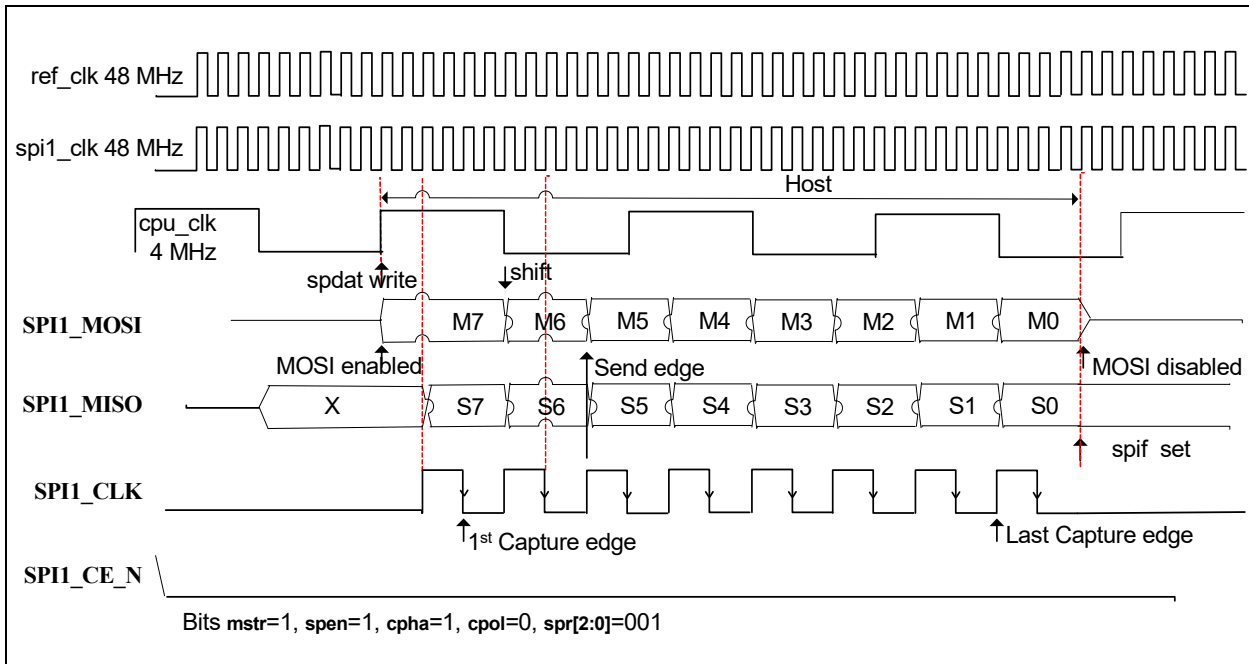 ref_clk 48 MHz
spi1_clk 48 MHz
Host
cpu_clk
4 MHz
spdat write
shift
SPI1_MOSI
M7 M6 M5 M4 M3 M2 M1 M0
MOSI enabled
Send edge
MOSI disabled
SPI1_MISO
X S7 S6 S5 S4 S3 S2 S1 S0
spif set
SPI1_CLK
1st Capture edge
Last Capture edge
SPI1_CE_N
Bits mstr=1, spen=1, cpha=1, cpol=0, spr[2:0]=001